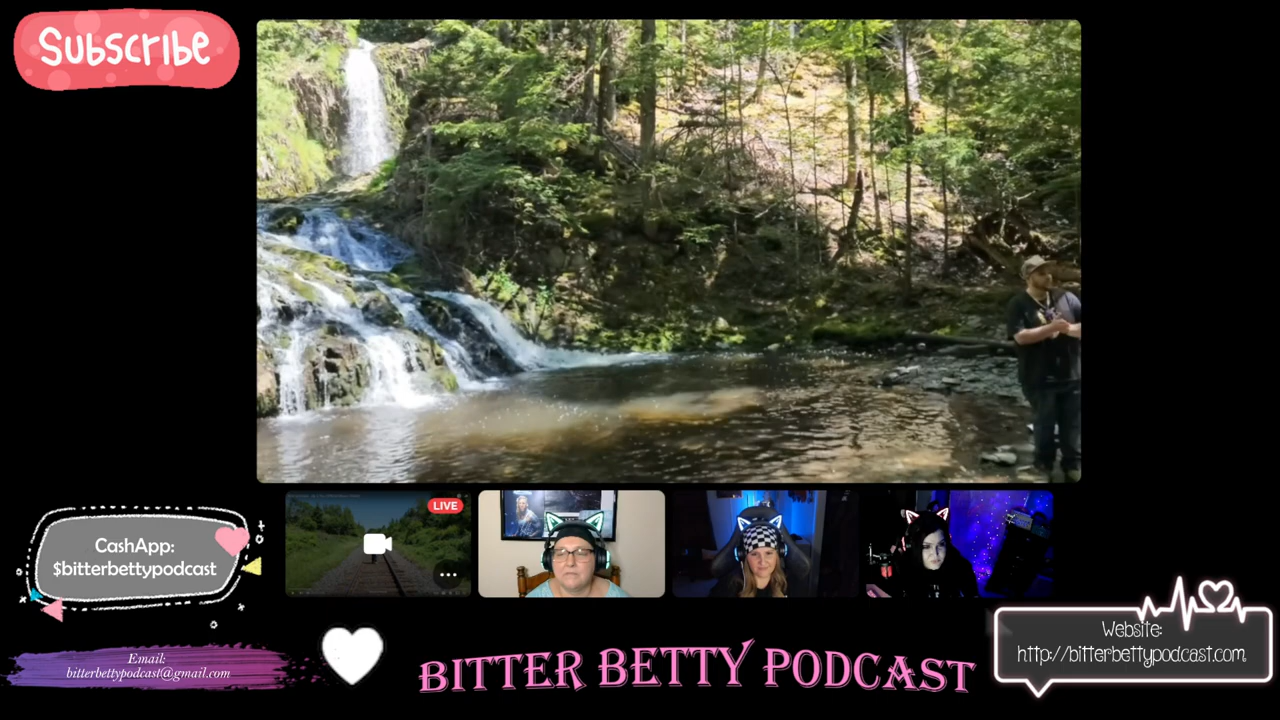 Subscribe
LIVE
CashApp:
$bitterbettypodcast
Email:
bitterbettypodcast@gmail.com
BITTER BETTY PODCAST
Website:
http://bitterbettypodcast.com